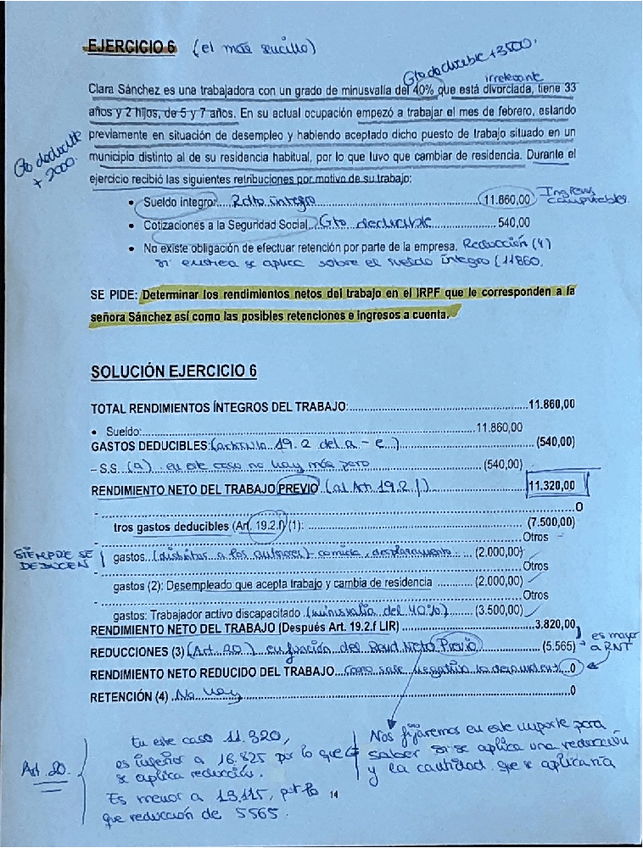 EJERCICIO 6 (el más sencillo)
Gto deducible +3500.
irrelevante
Clara Sánchez es una trabajadora con un grado de minusvalía del 40% que está divorciada, tiene 33
años y 2 hijos, de 5 y 7 años. En su actual ocupación empezó a trabajar el mes de febrero, estando
previamente en situación de desempleo y habiendo aceptado dicho puesto de trabajo situado en un
Gto deducible
+ 2000.
municipio distinto al de su residencia habitual, por lo que tuvo que cambiar de residencia. Durante el
ejercicio recibió las siguientes retribuciones por motivo de su trabajo:
• Sueldo íntegro: Rdto íntegro 11.860,00 Ingresos computables
• Cotizaciones a la Seguridad Social Gto deducible 540,00
• No existe obligación de efectuar retención por parte de la empresa. Reducción (4)
si se aplica sobre el sueldo íntegro (11860.
SE PIDE: Determinar los rendimientos netos del trabajo en el IRPF que le corresponden a la
señora Sánchez así como las posibles retenciones e ingresos a cuenta.
SOLUCIÓN EJERCICIO 6
TOTAL RENDIMIENTOS ÍNTEGROS DEL TRABAJO: 11.860,00
• Sueldo: 11.860,00
GASTOS DEDUCIBLES: (artículo 19.2 del a - e) (540,00)
- S.S. (a) en este caso no hay más pero (540,00)
RENDIMIENTO NETO DEL TRABAJO PREVIO (al Art 19.2 f) 11.320,00
- O
tros gastos deducibles (Art. 19.2.f) (1): (7.500,00)
- Otros
SIEMPRE SE
DEDUCEN
gastos (distintos a los anteriores) comida, desplazamiento (2.000,00)
- Otros
gastos (2): Desempleado que acepta trabajo y cambia de residencia (2.000,00)
- Otros
gastos: Trabajador activo discapacitado (minusvalía del 40%) (3.500,00)
RENDIMIENTO NETO DEL TRABAJO (Después Art. 19.2.f LIR) 3.820,00
REDUCCIONES (3) (Art. 20) en función del Rend Neto Previo (5.565) es mayor
a RNT
RENDIMIENTO NETO REDUCIDO DEL TRABAJO Como sale negativo 0
RETENCIÓN (4) No hay 0
Art. 20.
En este caso 11.320,
es inferior a 16.825 por lo que
se aplica reducción.
Es menor a 13.115, por lo
que reducción de 5565.
Nos fijaremos en este importe para
saber si se aplica una reducción
y la cantidad que se aplicaría
14